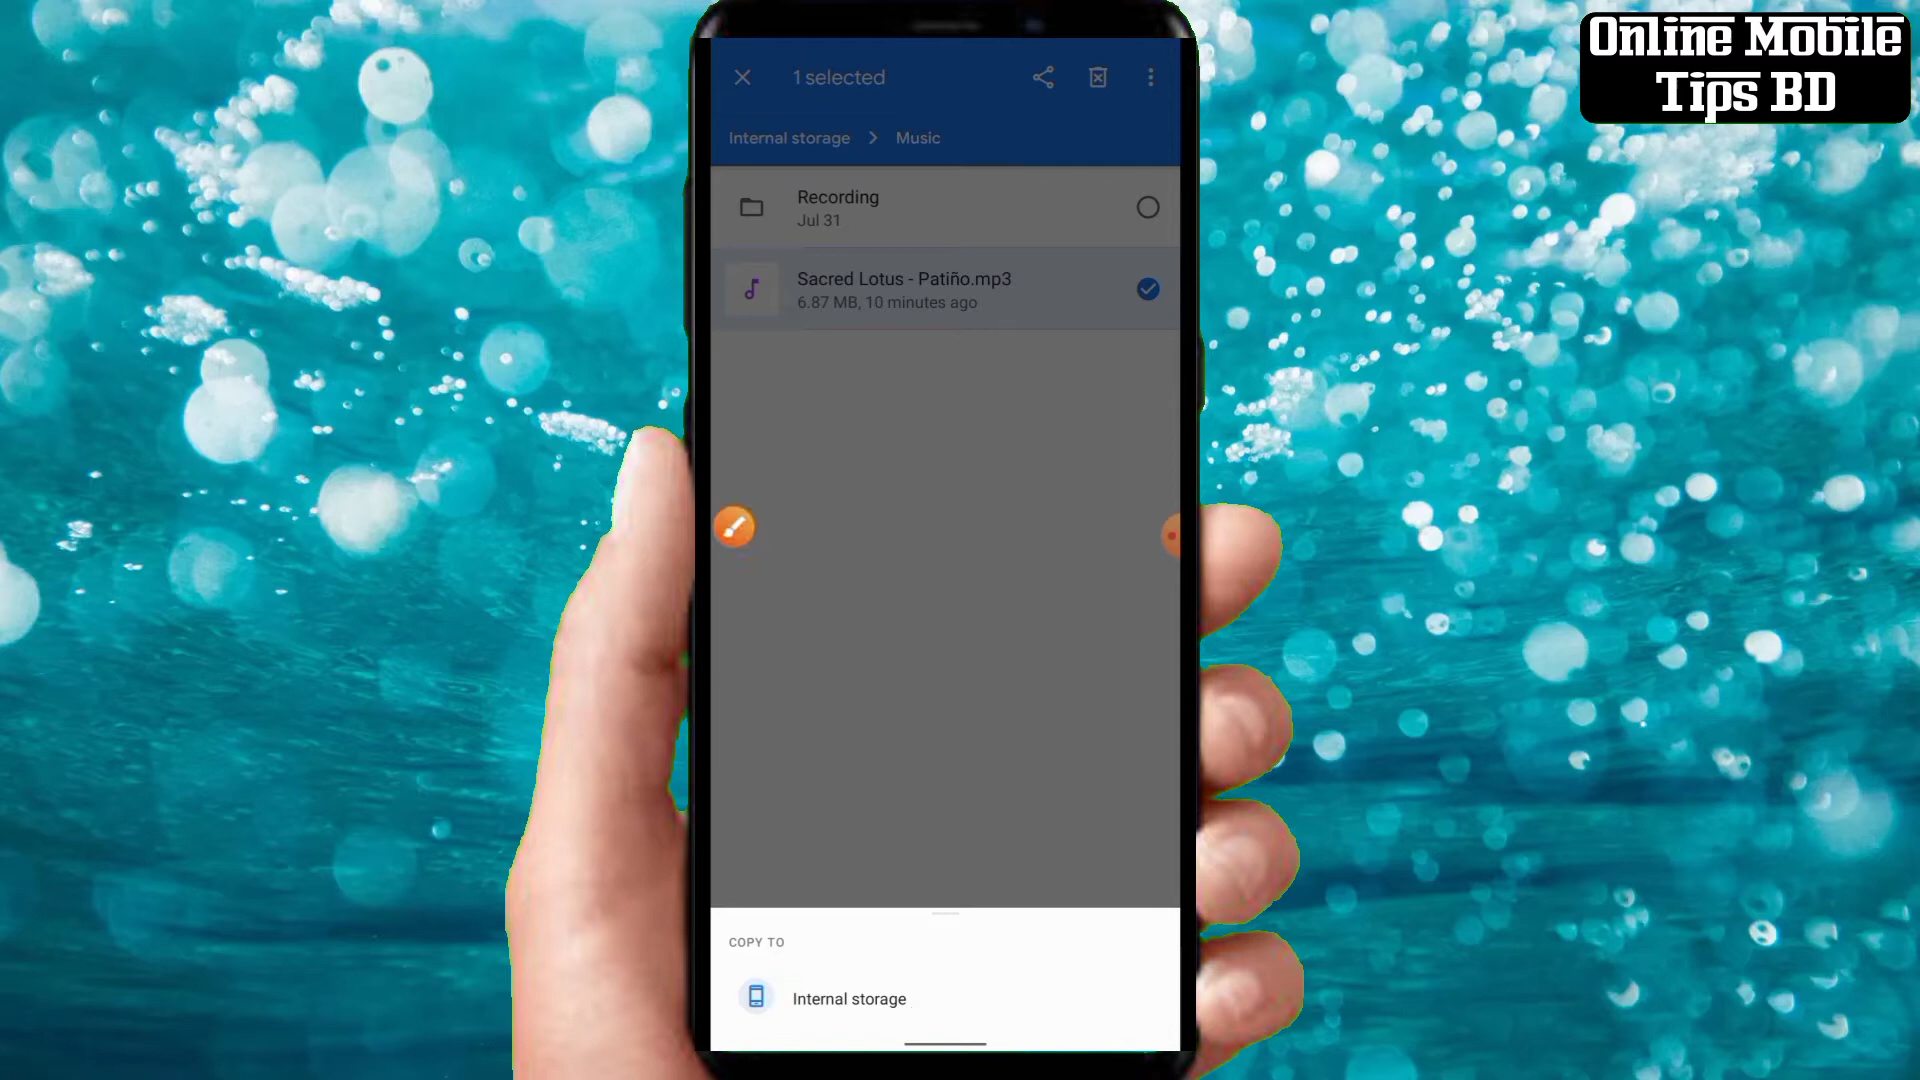 Online Mobile
Tips BD
1 selected
Internal storage > Music
Recording
Jul 31
Sacred Lotus - Patiño.mp3
6.87 MB, 10 minutes ago
COPY TO
Internal storage